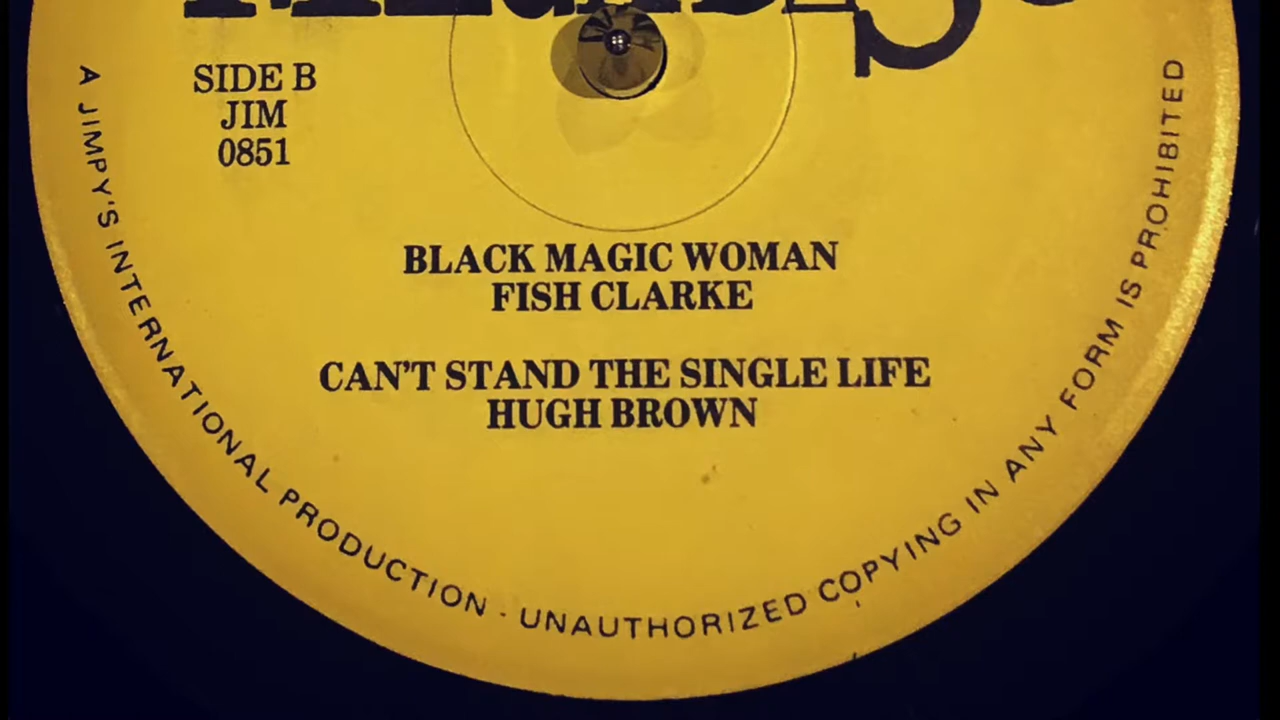 SIDE B
JIM
0851
BLACK MAGIC WOMAN
FISH CLARKE
CAN'T STAND THE SINGLE LIFE
HUGH BROWN
A JIMPY'S INTERNATIONAL PRODUCTION - UNAUTHORIZED COPYING IN ANY FORM IS PROHIBITED